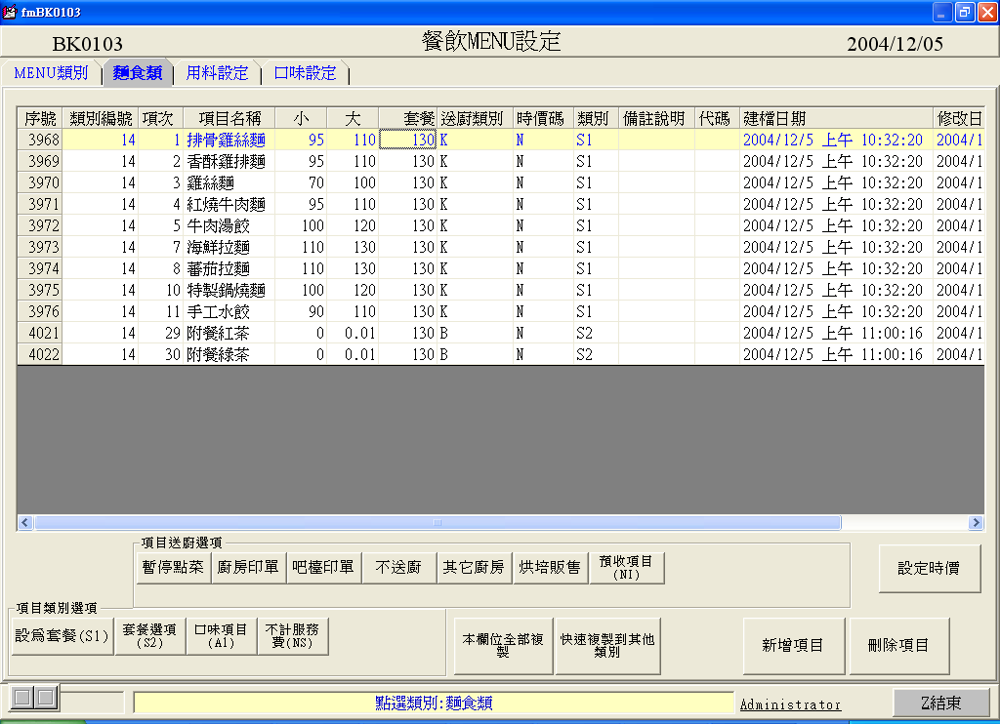 fmBK0103
BK0103 餐飲MENU設定 2004/12/05
MENU類別 麵食類 用料設定 口味設定
序號 類別編號 項次 項目名稱 小 大 套餐 送廚類別 時價碼 類別 備註說明 代碼 建檔日期 修改日
3968 14 1 排骨雞絲麵 95 110 130 K N S1 2004/12/5 上午 10:32:20 2004/1
3969 14 2 香酥雞排麵 95 110 130 K N S1 2004/12/5 上午 10:32:20 2004/1
3970 14 3 雞絲麵 70 100 130 K N S1 2004/12/5 上午 10:32:20 2004/1
3971 14 4 紅燒牛肉麵 95 110 130 K N S1 2004/12/5 上午 10:32:20 2004/1
3972 14 5 牛肉湯餃 100 120 130 K N S1 2004/12/5 上午 10:32:20 2004/1
3973 14 7 海鮮拉麵 110 130 130 K N S1 2004/12/5 上午 10:32:20 2004/1
3974 14 8 蕃茄拉麵 110 130 130 K N S1 2004/12/5 上午 10:32:20 2004/1
3975 14 10 特製鍋燒麵 100 120 130 K N S1 2004/12/5 上午 10:32:20 2004/1
3976 14 11 手工水餃 90 110 130 K N S1 2004/12/5 上午 10:32:20 2004/1
4021 14 29 附餐紅茶 0 0.01 130 B N S2 2004/12/5 上午 11:00:16 2004/1
4022 14 30 附餐綠茶 0 0.01 130 B N S2 2004/12/5 上午 11:00:16 2004/1
項目送廚選項
暫停點菜 廚房印單 吧檯印單 不送廚 其它廚房 烘培販售 預收項目
(NI)
設定時價
項目類別選項
設為套餐(S1) 套餐選項
(S2)
口味項目
(A1)
不計服務
費(NS)
本欄位全部複
製
快速複製到其他
類別
新增項目 刪除項目
點選類別:麵食類 Administrator Z結束